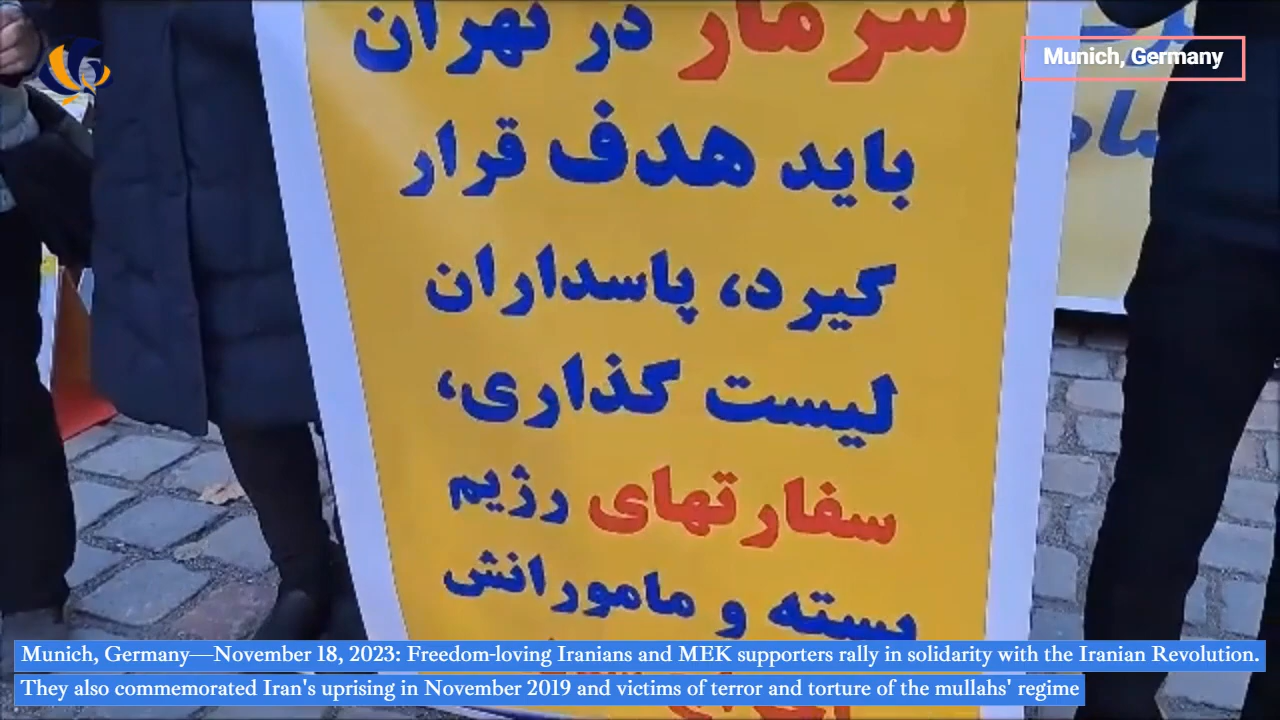 Munich, Germany
سرمار در تهران
باید هدف قرار
گیرد، پاسداران
لیست گذاری،
سفارتهای رژیم
بسته و مامورانش
Munich, Germany—November 18, 2023: Freedom-loving Iranians and MEK supporters rally in solidarity with the Iranian Revolution.
They also commemorated Iran's uprising in November 2019 and victims of terror and torture of the mullahs' regime